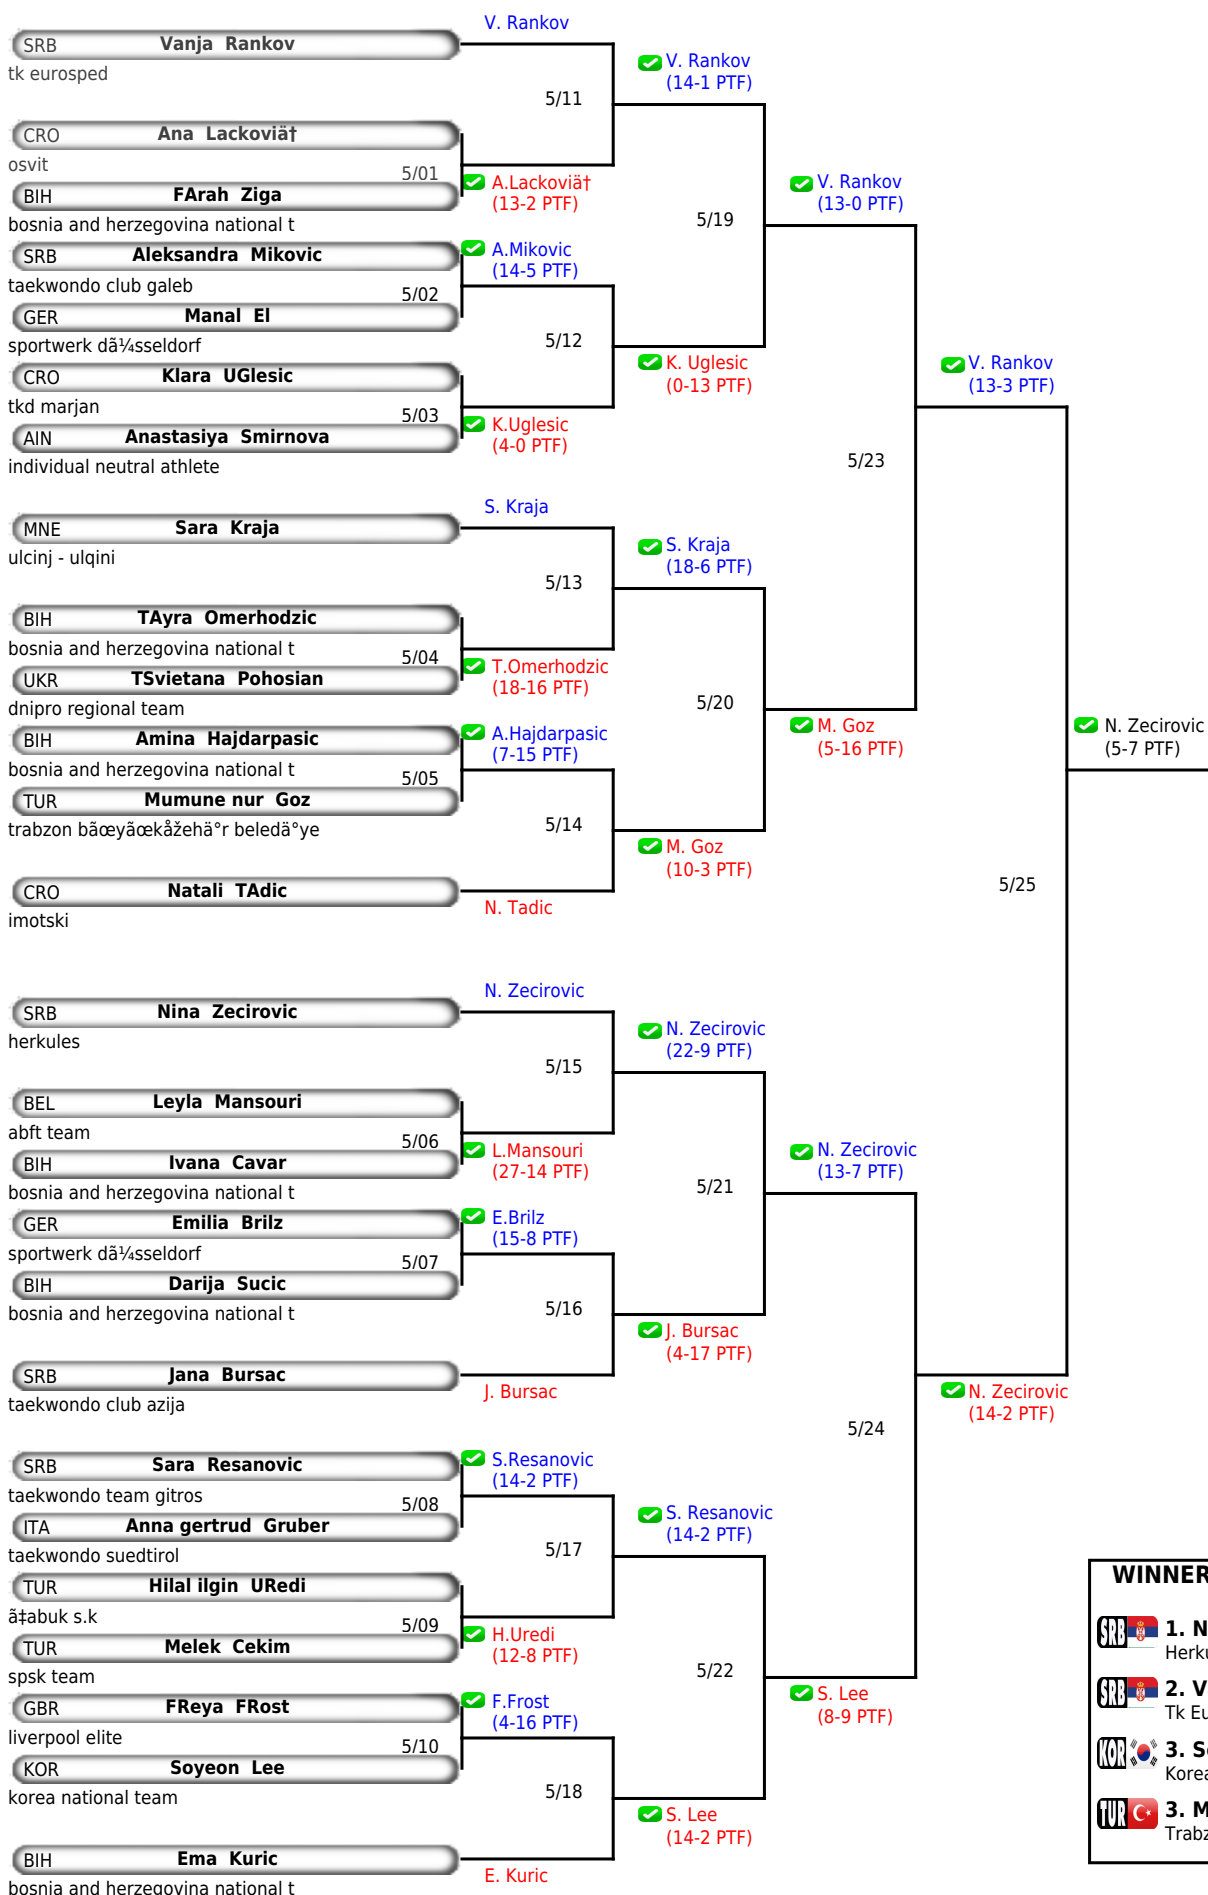 V. Rankov
SRB Vanja Rankov
tk eurosped
V. Rankov
(14-1 PTF)
5/11
CRO Ana Lackoviä†
osvit
5/01
A.Lackoviä†
(13-2 PTF)
BIH FArah Ziga
bosnia and herzegovina national t
V. Rankov
(13-0 PTF)
5/19
SRB Aleksandra Mikovic
A.Mikovic
(14-5 PTF)
taekwondo club galeb
5/02
GER Manal El
sportwerk dã¼sseldorf
5/12
K. Uglesic
(0-13 PTF)
CRO Klara UGlesic
tkd marjan
5/03
K.Uglesic
(4-0 PTF)
AIN Anastasiya Smirnova
individual neutral athlete
V. Rankov
(13-3 PTF)
5/23
S. Kraja
MNE Sara Kraja
ulcinj - ulqini
S. Kraja
(18-6 PTF)
5/13
BIH TAyra Omerhodzic
bosnia and herzegovina national t
5/04
T.Omerhodzic
(18-16 PTF)
UKR TSvietana Pohosian
dnipro regional team
5/20
M. Goz
(5-16 PTF)
N. Zecirovic
(5-7 PTF)
BIH Amina Hajdarpasic
A.Hajdarpasic
(7-15 PTF)
bosnia and herzegovina national t
5/05
TUR Mumune nur Goz
trabzon bãœyãœkåžehä°r beledä°ye
5/14
M. Goz
(10-3 PTF)
CRO Natali TAdic
imotski
N. Tadic
5/25
N. Zecirovic
SRB Nina Zecirovic
herkules
N. Zecirovic
(22-9 PTF)
5/15
BEL Leyla Mansouri
abft team
5/06
L.Mansouri
(27-14 PTF)
BIH Ivana Cavar
bosnia and herzegovina national t
N. Zecirovic
(13-7 PTF)
5/21
GER Emilia Brilz
E.Brilz
(15-8 PTF)
sportwerk dã¼sseldorf
5/07
BIH Darija Sucic
bosnia and herzegovina national t
5/16
J. Bursac
(4-17 PTF)
SRB Jana Bursac
taekwondo club azija
J. Bursac
N. Zecirovic
(14-2 PTF)
5/24
SRB Sara Resanovic
S.Resanovic
(14-2 PTF)
taekwondo team gitros
5/08
ITA Anna gertrud Gruber
taekwondo suedtirol
S. Resanovic
(14-2 PTF)
5/17
TUR Hilal ilgin URedi
ã‡abuk s.k
5/09
H.Uredi
(12-8 PTF)
TUR Melek Cekim
spsk team
5/22
S. Lee
(8-9 PTF)
GBR FReya FRost
F.Frost
(4-16 PTF)
liverpool elite
5/10
KOR Soyeon Lee
korea national team
5/18
S. Lee
(14-2 PTF)
BIH Ema Kuric
bosnia and herzegovina national t
E. Kuric
WINNER
SRB 1. N
Herku
SRB 2. V
Tk Eu
KOR 3. So
Korea
TUR 3. M
Trabz